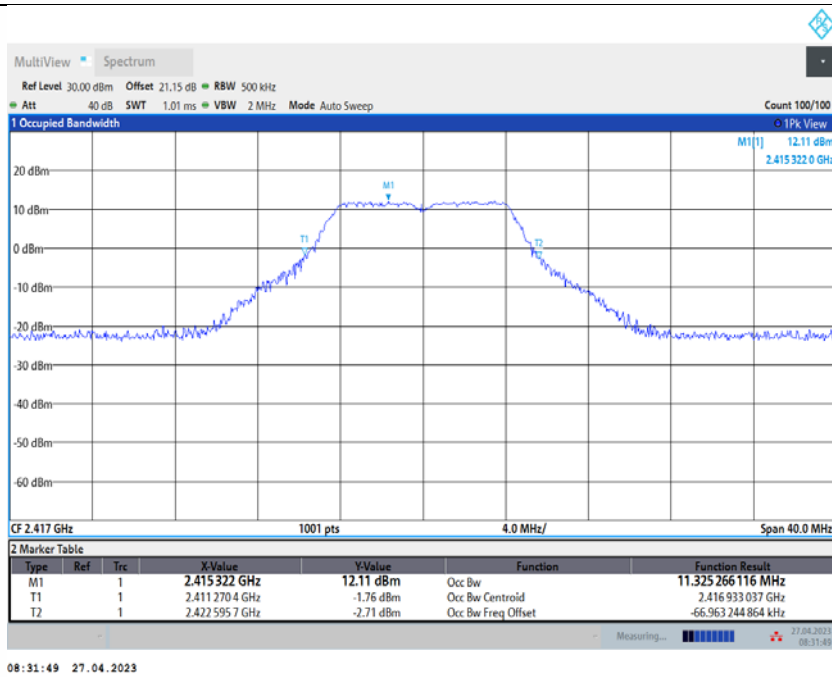 R S
MultiView Spectrum
Ref Level 30.00 dBm Offset 21.15 dB RBW 500 kHz
Att 40 dB SWT 1.01 ms VBW 2 MHz Mode Auto Sweep Count 100/100
1 Occupied Bandwidth 1Pk View
M1[1] 12.11 dBm
2.415 322 0 GHz
20 dBm
M1
10 dBm
T1
T2
0 dBm
-10 dBm
-20 dBm
-30 dBm
-40 dBm
-50 dBm
-60 dBm
CF 2.417 GHz 1001 pts 4.0 MHz/ Span 40.0 MHz
2 Marker Table
Type Ref Trc X-Value Y-Value Function Function Result
M1 1 2.415 322 GHz 12.11 dBm Occ Bw 11.325 266 116 MHz
T1 1 2.411 270 4 GHz -1.76 dBm Occ Bw Centroid 2.416 933 037 GHz
T2 1 2.422 595 7 GHz -2.71 dBm Occ Bw Freq Offset -66.963 244 864 kHz
Measuring... 27.04.2023
08:31:49
08:31:49 27.04.2023